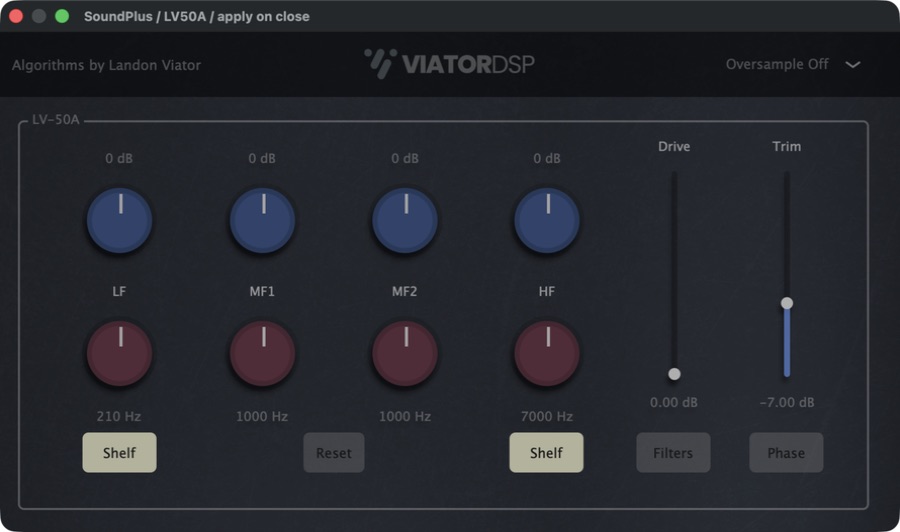 SoundPlus / LV50A / apply on close
Algorithms by Landon Viator
VIATORDSP
Oversample Off
LV-50A
Drive
Trim
0 dB
0 dB
0 dB
0 dB
LF
MF1
MF2
HF
210 Hz
1000 Hz
1000 Hz
7000 Hz
0.00 dB
-7.00 dB
Shelf
Reset
Shelf
Filters
Phase